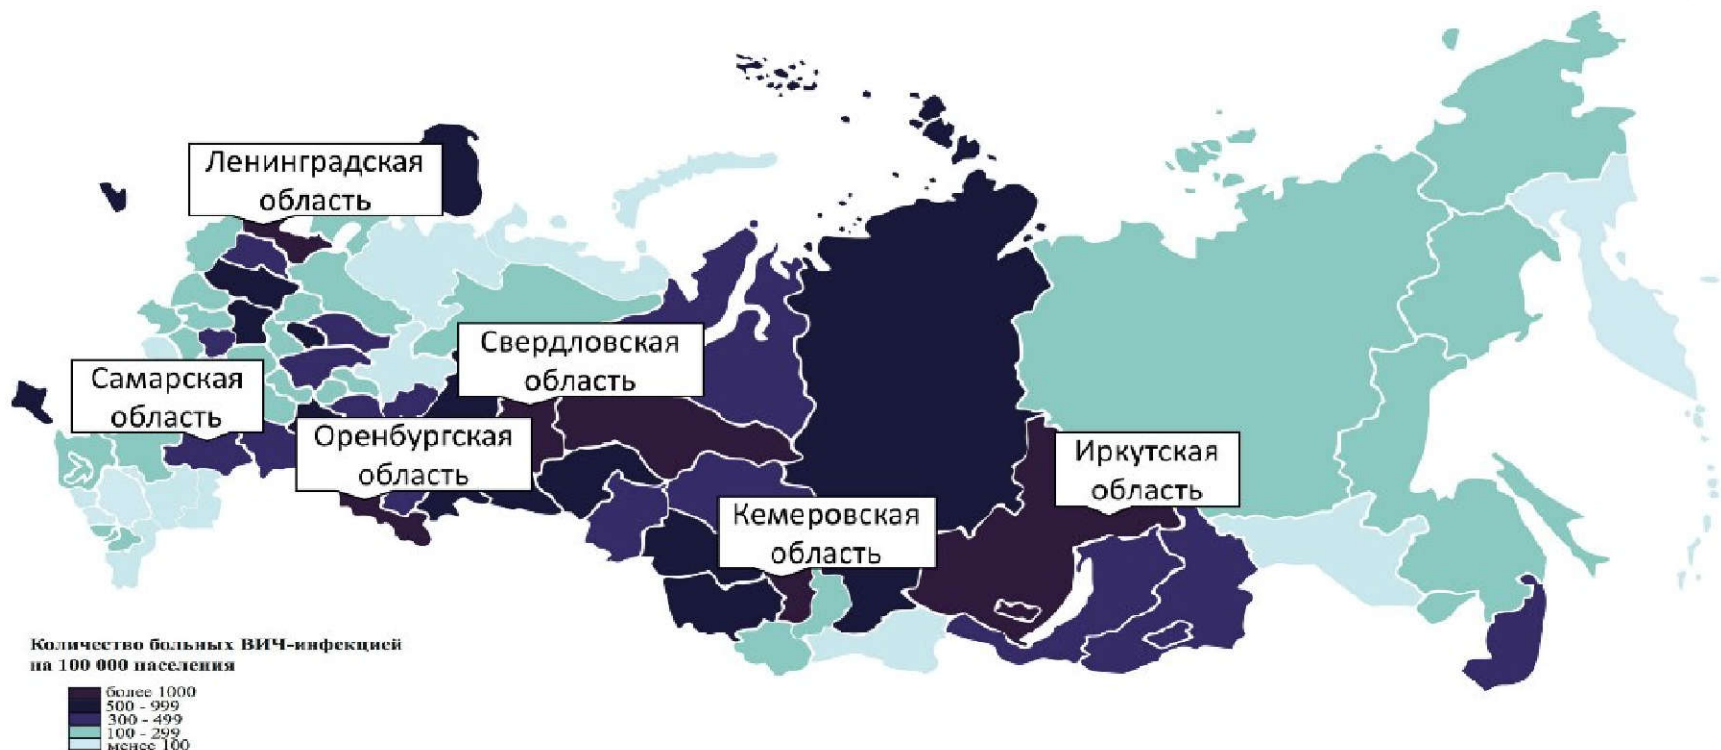 Ленинградская
область
Свердловская
область
Самарская
область
Оренбургская
область
Иркутская
область
Кемеровская
область
Количество больных ВИЧ-инфекцией
на 100 000 населения
более 1000
500 - 999
300 - 499
100 - 299
менее 100